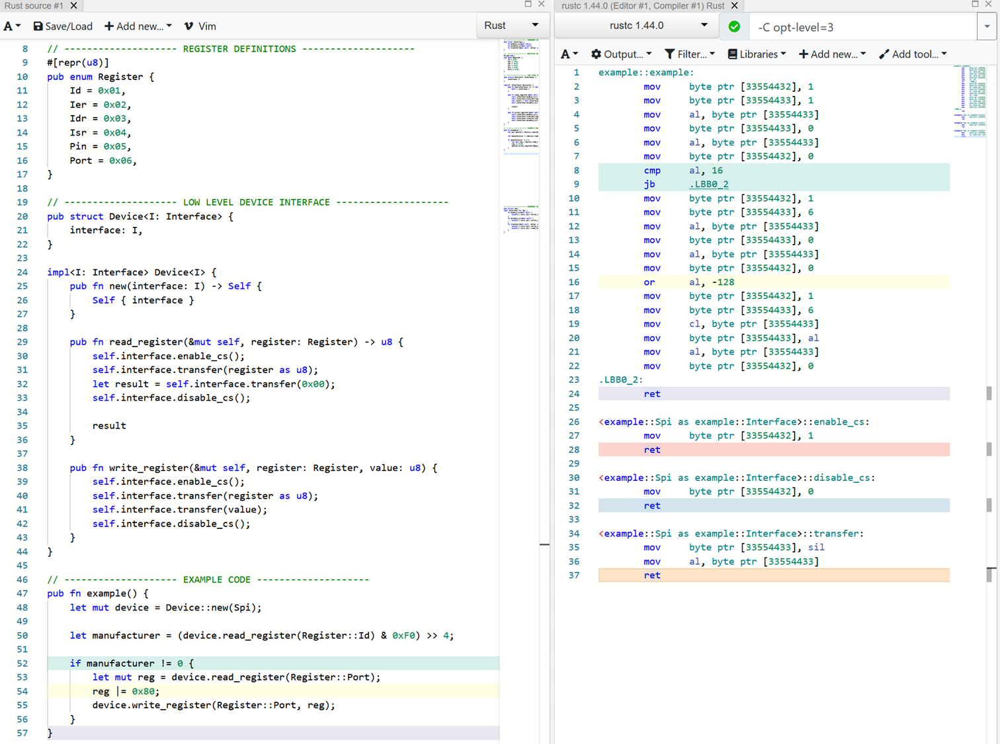 Rust source #1 X
A Save/Load + Add new... Vim
Rust
8 // -------------------- REGISTER DEFINITIONS --------------------
9 #[repr(u8)]
10 pub enum Register {
11 Id = 0x01,
12 Ier = 0x02,
13 Idr = 0x03,
14 Isr = 0x04,
15 Pin = 0x05,
16 Port = 0x06,
17 }
18
19 // -------------------- LOW LEVEL DEVICE INTERFACE --------------------
20 pub struct Device<I: Interface> {
21 interface: I,
22 }
23
24 impl<I: Interface> Device<I> {
25 pub fn new(interface: I) -> Self {
26 Self { interface }
27 }
28
29 pub fn read_register(&mut self, register: Register) -> u8 {
30 self.interface.enable_cs();
31 self.interface.transfer(register as u8);
32 let result = self.interface.transfer(0x00);
33 self.interface.disable_cs();
34
35 result
36 }
37
38 pub fn write_register(&mut self, register: Register, value: u8) {
39 self.interface.enable_cs();
40 self.interface.transfer(register as u8);
41 self.interface.transfer(value);
42 self.interface.disable_cs();
43 }
44 }
45
46 // -------------------- EXAMPLE CODE --------------------
47 pub fn example() {
48 let mut device = Device::new(Spi);
49
50 let manufacturer = (device.read_register(Register::Id) & 0xF0) >> 4;
51
52 if manufacturer != 0 {
53 let mut reg = device.read_register(Register::Port);
54 reg |= 0x80;
55 device.write_register(Register::Port, reg);
56 }
57 }
rustc 1.44.0 (Editor #1, Compiler #1) Rust X
rustc 1.44.0
-C opt-level=3
A Output... Filter... Libraries + Add new... Add tool...
1 example::example:
2 mov byte ptr [33554432], 1
3 mov byte ptr [33554433], 1
4 mov al, byte ptr [33554433]
5 mov byte ptr [33554433], 0
6 mov al, byte ptr [33554433]
7 mov byte ptr [33554432], 0
8 cmp al, 16
9 jb .LBB0_2
10 mov byte ptr [33554432], 1
11 mov byte ptr [33554433], 6
12 mov al, byte ptr [33554433]
13 mov byte ptr [33554433], 0
14 mov al, byte ptr [33554433]
15 mov byte ptr [33554432], 0
16 or al, -128
17 mov byte ptr [33554432], 1
18 mov byte ptr [33554433], 6
19 mov cl, byte ptr [33554433]
20 mov byte ptr [33554433], al
21 mov al, byte ptr [33554433]
22 mov byte ptr [33554432], 0
23 .LBB0_2:
24 ret
25
26 <example::Spi as example::Interface>::enable_cs:
27 mov byte ptr [33554432], 1
28 ret
29
30 <example::Spi as example::Interface>::disable_cs:
31 mov byte ptr [33554432], 0
32 ret
33
34 <example::Spi as example::Interface>::transfer:
35 mov byte ptr [33554433], sil
36 mov al, byte ptr [33554433]
37 ret